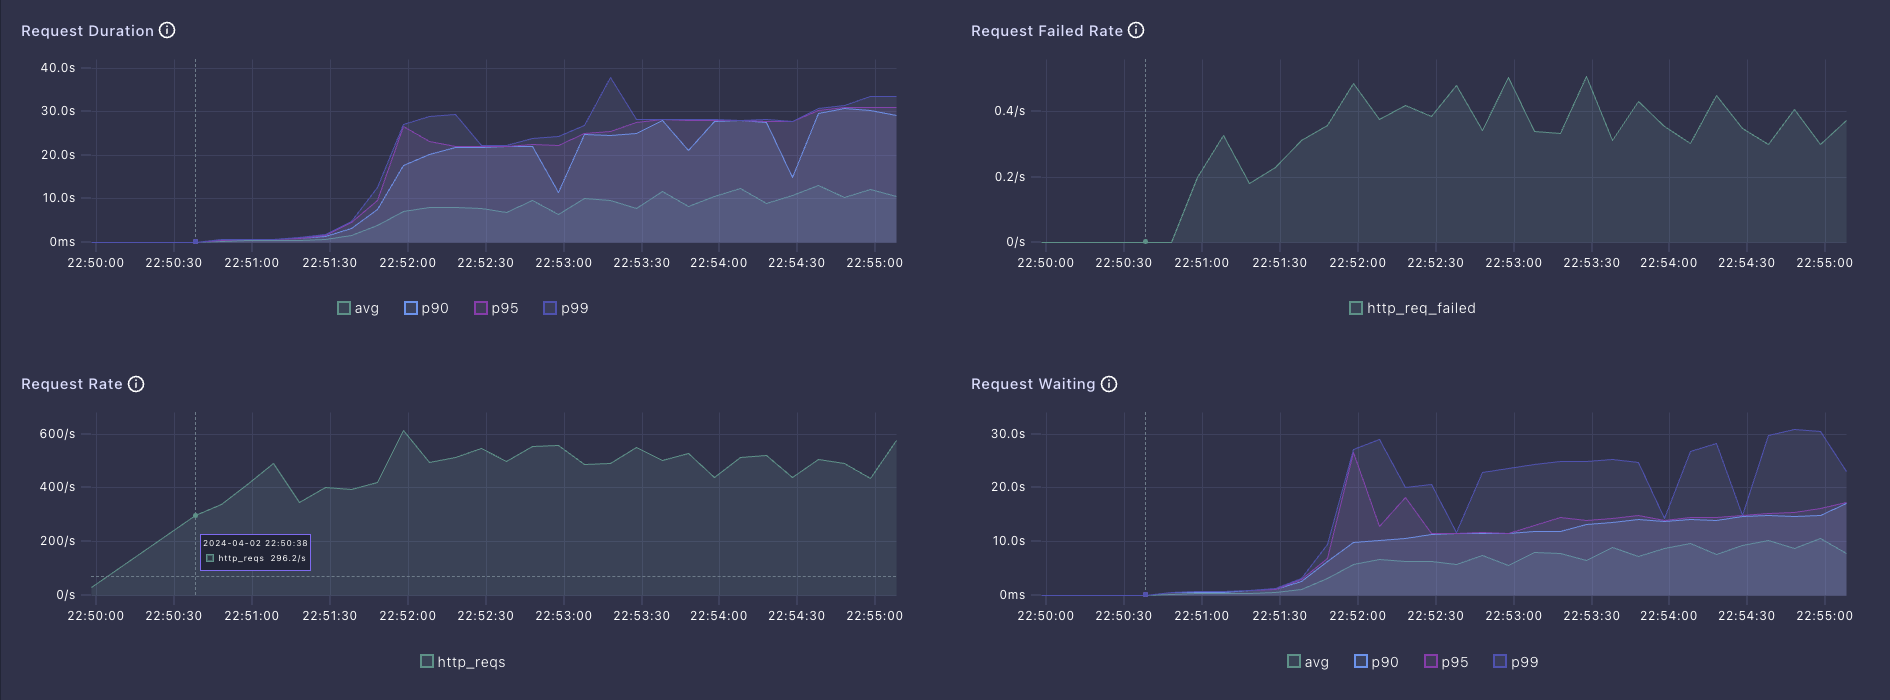 Request Duration
40.0s
30.0s
20.0s
10.0s
0ms
22:50:00 22:50:30 22:51:00 22:51:30 22:52:00 22:52:30 22:53:00 22:53:30 22:54:00 22:54:30 22:55:00
avg p90 p95 p99
Request Failed Rate
0.4/s
0.2/s
0/s
22:50:00 22:50:30 22:51:00 22:51:30 22:52:00 22:52:30 22:53:00 22:53:30 22:54:00 22:54:30 22:55:00
http_req_failed
Request Rate
600/s
400/s
200/s
0/s
2024-04-02 22:50:38
http_reqs 296.2/s
22:50:00 22:50:30 22:51:00 22:51:30 22:52:00 22:52:30 22:53:00 22:53:30 22:54:00 22:54:30 22:55:00
http_reqs
Request Waiting
30.0s
20.0s
10.0s
0ms
22:50:00 22:50:30 22:51:00 22:51:30 22:52:00 22:52:30 22:53:00 22:53:30 22:54:00 22:54:30 22:55:00
avg p90 p95 p99